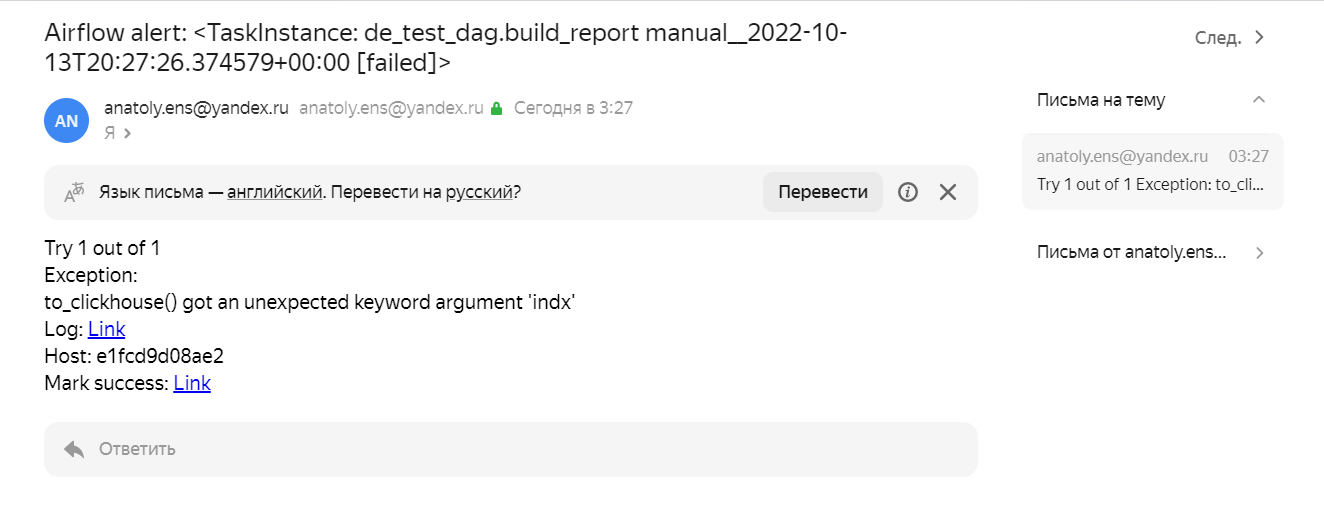 Airflow alert: <TaskInstance: de_test_dag.build_report manual__2022-10-
13T20:27:26.374579+00:00 [failed]>
След.
AN
anatoly.ens@yandex.ru anatoly.ens@yandex.ru Сегодня в 3:27
Я
Язык письма — английский. Перевести на русский?
Перевести
Try 1 out of 1
Exception:
to_clickhouse() got an unexpected keyword argument 'indx'
Log: Link
Host: e1fcd9d08ae2
Mark success: Link
Ответить
Письма на тему
anatoly.ens@yandex.ru 03:27
Try 1 out of 1 Exception: to_cli...
Письма от anatoly.ens...